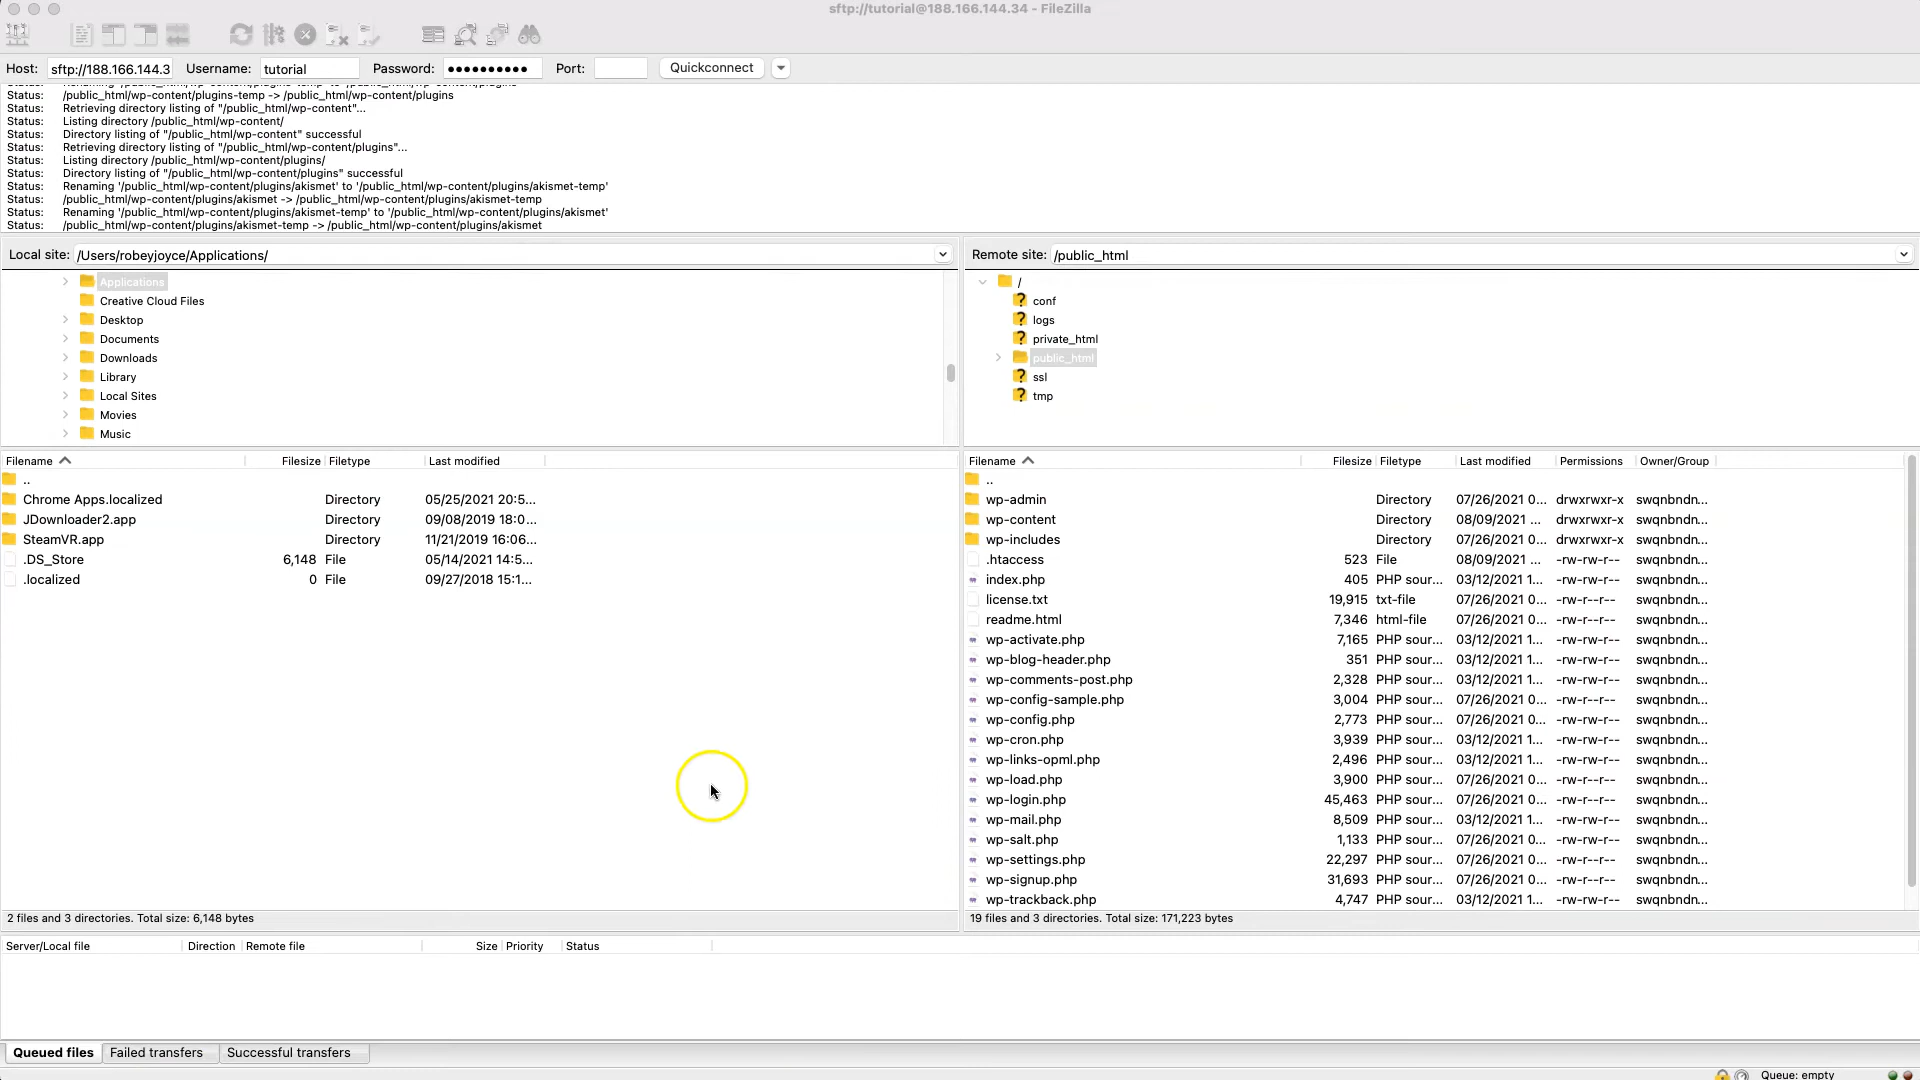 sftp://tutorial@188.166.144.34 - FileZilla
Host: sftp://188.166.144.3 Username: tutorial Password: ●●●●●●●●●● Port: Quickconnect
Status: /public_html/wp-content/plugins-temp -> /public_html/wp-content/plugins
Status: Retrieving directory listing of "/public_html/wp-content"...
Status: Listing directory /public_html/wp-content/
Status: Directory listing of "/public_html/wp-content" successful
Status: Retrieving directory listing of "/public_html/wp-content/plugins"...
Status: Listing directory /public_html/wp-content/plugins/
Status: Directory listing of "/public_html/wp-content/plugins" successful
Status: Renaming '/public_html/wp-content/plugins/akismet' to '/public_html/wp-content/plugins/akismet-temp'
Status: /public_html/wp-content/plugins/akismet -> /public_html/wp-content/plugins/akismet-temp
Status: Renaming '/public_html/wp-content/plugins/akismet-temp' to '/public_html/wp-content/plugins/akismet'
Status: /public_html/wp-content/plugins/akismet-temp -> /public_html/wp-content/plugins/akismet
Local site: /Users/robeyjoyce/Applications/
Applications
Creative Cloud Files
Desktop
Documents
Downloads
Library
Local Sites
Movies
Music
Filename Filesize Filetype Last modified
..
Chrome Apps.localized Directory 05/25/2021 20:5...
JDownloader2.app Directory 09/08/2019 18:0...
SteamVR.app Directory 11/21/2019 16:06...
.DS_Store 6,148 File 05/14/2021 14:5...
.localized 0 File 09/27/2018 15:1...
2 files and 3 directories. Total size: 6,148 bytes
Remote site: /public_html
/
? conf
? logs
? private_html
public_html
? ssl
? tmp
Filename Filesize Filetype Last modified Permissions Owner/Group
..
wp-admin Directory 07/26/2021 0... drwxrwxr-x swqnbndn...
wp-content Directory 08/09/2021 ... drwxrwxr-x swqnbndn...
wp-includes Directory 07/26/2021 0... drwxrwxr-x swqnbndn...
.htaccess 523 File 08/09/2021 ... -rw-rw-r-- swqnbndn...
index.php 405 PHP sour... 03/12/2021 1... -rw-rw-r-- swqnbndn...
license.txt 19,915 txt-file 07/26/2021 0... -rw-r--r-- swqnbndn...
readme.html 7,346 html-file 07/26/2021 0... -rw-r--r-- swqnbndn...
wp-activate.php 7,165 PHP sour... 03/12/2021 1... -rw-rw-r-- swqnbndn...
wp-blog-header.php 351 PHP sour... 03/12/2021 1... -rw-rw-r-- swqnbndn...
wp-comments-post.php 2,328 PHP sour... 03/12/2021 1... -rw-rw-r-- swqnbndn...
wp-config-sample.php 3,004 PHP sour... 07/26/2021 0... -rw-r--r-- swqnbndn...
wp-config.php 2,773 PHP sour... 07/26/2021 0... -rw-rw-r-- swqnbndn...
wp-cron.php 3,939 PHP sour... 03/12/2021 1... -rw-rw-r-- swqnbndn...
wp-links-opml.php 2,496 PHP sour... 03/12/2021 1... -rw-rw-r-- swqnbndn...
wp-load.php 3,900 PHP sour... 07/26/2021 0... -rw-rw-r-- swqnbndn...
wp-login.php 45,463 PHP sour... 07/26/2021 0... -rw-r--r-- swqnbndn...
wp-mail.php 8,509 PHP sour... 03/12/2021 1... -rw-rw-r-- swqnbndn...
wp-salt.php 1,133 PHP sour... 07/26/2021 0... -rw-rw-r-- swqnbndn...
wp-settings.php 22,297 PHP sour... 07/26/2021 0... -rw-r--r-- swqnbndn...
wp-signup.php 31,693 PHP sour... 07/26/2021 0... -rw-rw-r-- swqnbndn...
wp-trackback.php 4,747 PHP sour... 03/12/2021 1... -rw-rw-r-- swqnbndn...
19 files and 3 directories. Total size: 171,223 bytes
Server/Local file Direction Remote file Size Priority Status
Queued files Failed transfers Successful transfers
Queue: empty